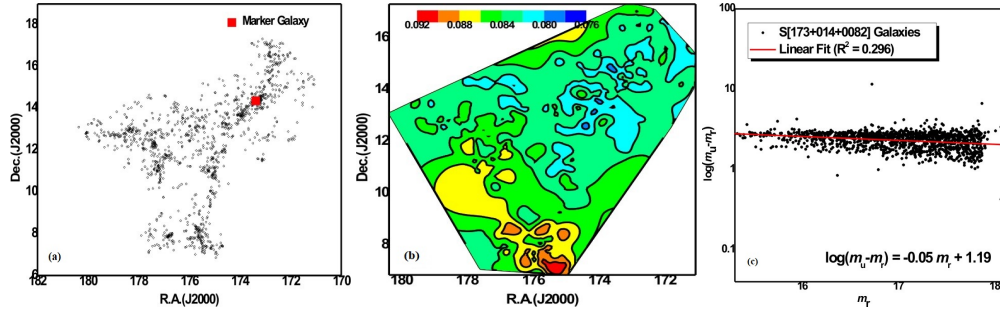 Marker Galaxy
16
14
12
10
8
6
Dec.(J2000)
(a)
182 180 178 176 174 172 170
R.A.(J2000)
0.092 0.088 0.084 0.080 0.076
16
14
12
10
8
Dec.(J2000)
(b)
180 178 176 174 172
R.A.(J2000)
100
10
1
0.1
log(mu-mr)
S[173+014+0082] Galaxies
Linear Fit (R² = 0.296)
(c)
log(mu-mr) = -0.05 mr + 1.19
16 17 18
mr